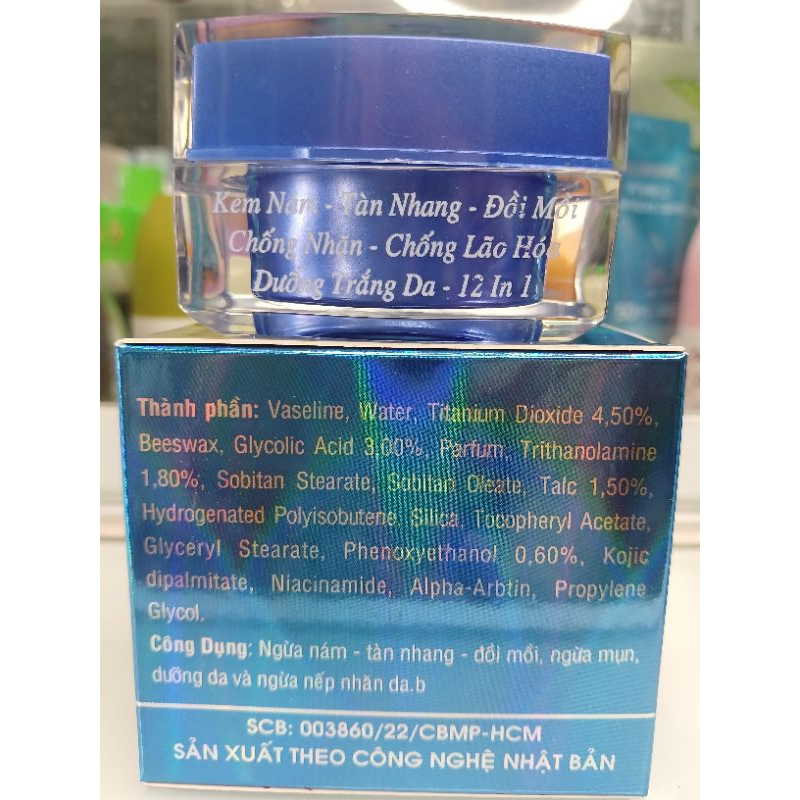 Kem Nám - Tàn Nhang - Đồi Mồi
Chống Nhăn - Chống Lão Hóa
Dưỡng Trắng Da - 12 In 1
Thành phần: Vaseline, Water, Titanium Dioxide 4,50%,
Beeswax, Glycolic Acid 3,00%, Parfum, Trithanolamine
1,80%, Sobitan Stearate, Sobitan Oleate, Talc 1,50%,
Hydrogenated Polyisobutene, Silica, Tocopheryl Acetate,
Glyceryl Stearate, Phenoxyethanol 0,60%, Kojic
dipalmitate, Niacinamide, Alpha-Arbtin, Propylene
Glycol.
Công Dụng: Ngừa nám - tàn nhang - đồi mồi, ngừa mụn,
dưỡng da và ngừa nếp nhăn da.b
SCB: 003860/22/CBMP-HCM
SẢN XUẤT THEO CÔNG NGHỆ NHẬT BẢN